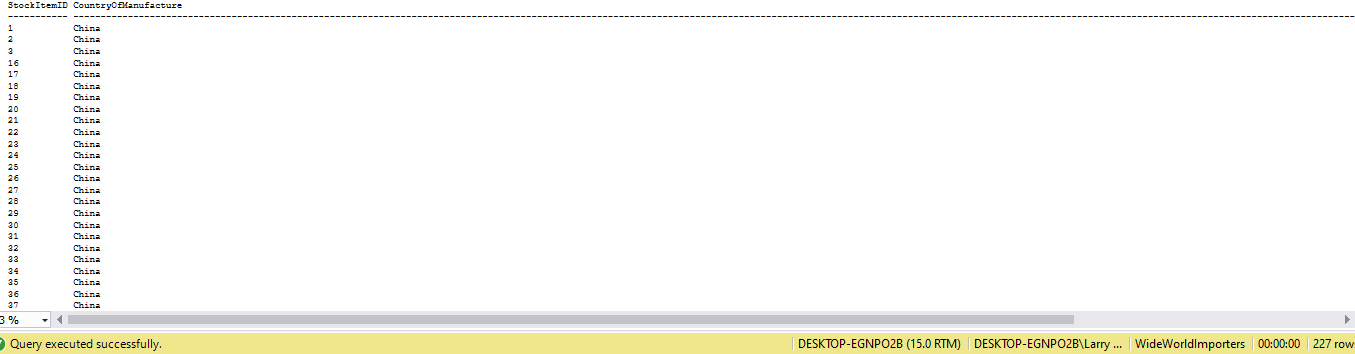 StockItemID CountryOfManufacture
----------- --------------------------------------------------------------------------------------------------------------------------------------------------------------------------------------------------------------------------------------------------------
1 China
2 China
3 China
16 China
17 China
18 China
19 China
20 China
21 China
22 China
23 China
24 China
25 China
26 China
27 China
28 China
29 China
30 China
31 China
32 China
33 China
34 China
35 China
36 China
37 China
3 %
Query executed successfully. DESKTOP-EGNPO2B (15.0 RTM) DESKTOP-EGNPO2B\Larry ... WideWorldImporters 00:00:00 227 row